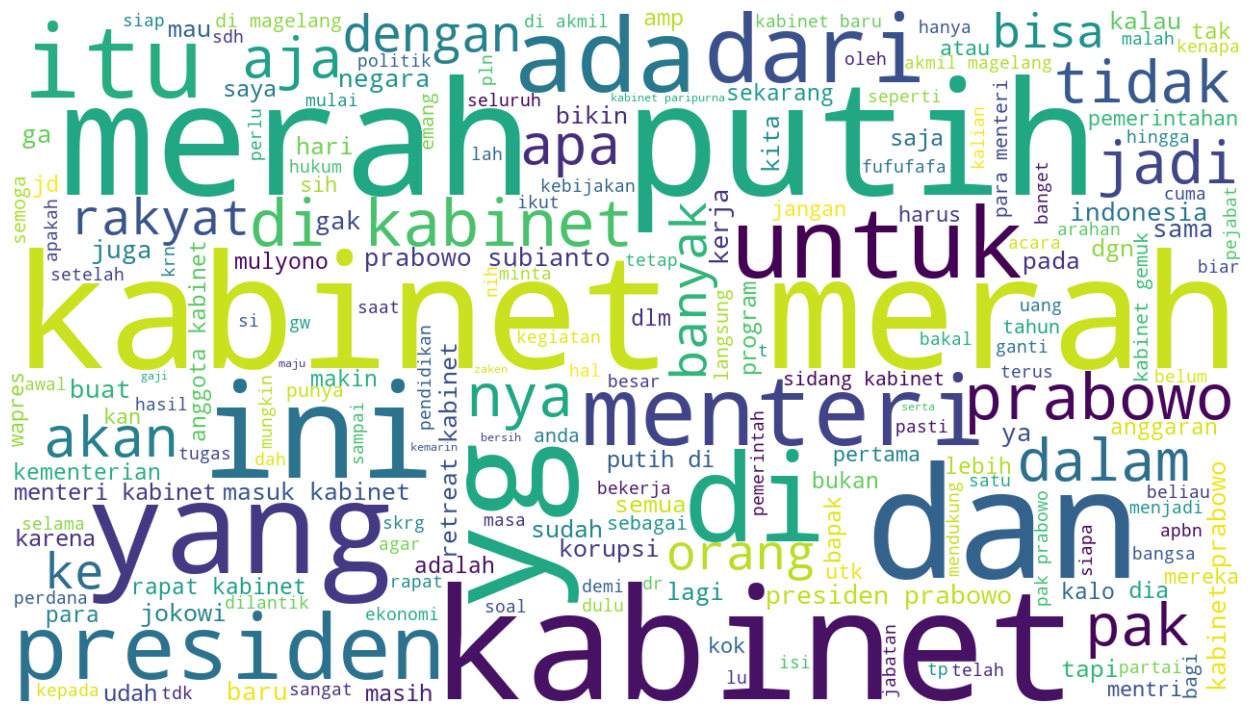 siap
mau
sdh
di magelang
politik
dengan
di akmil
amp
kabinet baru
hanya
kalau
tak
malah
kenapa
itu
aja
saya
negara
pln
ada
dari
oleh
bisa
atau
akmil magelang
tidak
mulai
seluruh
kabinet paripurna
sekarang
seperti
pemerintahan
hingga
merah putih
ga
perlu
hari
hukum
sih
emang
lah
bikin
apa
kebijakan
ikut
kita
saja
fufufafa
kalian
para menteri
banget
jadi
cuma
pejabat
semoga
jd
apakah
rakyat
di kabinet
gak
juga
krn
setelah
anggota kabinet
mulyono
prabowo subianto
tetap
banyak
kerja
jangan
harus
untuk
indonesia
sama
acara
arahan
dgn
pada
biar
kabinet gemuk
kabinet merah
nih
minta
si
gw
saat
kegiatan
dlm
langsung
program
t
uang
bakal
tahun
ganti
terus
belum
wapres
awal
buat
kan
hasil
gaji
maju
makin
punya
mungkin
dah
tugas
sampai
pendidikan
kemarin
retreat kabinet
zaken
hal
besar
sidang kabinet
serta
pasti
ini
akan
nya
menteri
prabowo
anggaran
ya
bersih
anda
putih di
pertama
kementerian
menteri kabinet
masuk kabinet
bekerja
semua
pemerintah
bukan
lebih
satu
dalam
beliau
menjadi
selama
karena
yang
skrg
agar
masa
sudah
sebagai
yg
di
dan
mendukung
pak prabowo
siapa
apbn
bangsa
kabinet prabowo
adalah
korupsi
orang
bapak
ke
rapat kabinet
rapat
demi
dr
utk
mereka
perdana
para
jokowi
dilantik
ekonomi
soal
dulu
lagi
presiden prabowo
kalo
dia
presiden
kabinet
pak
kok
lu
isi
jabatan
tp
telah
tapi
partai
mentri
bagi
kepada
udah
tdk
baru
sangat
masih